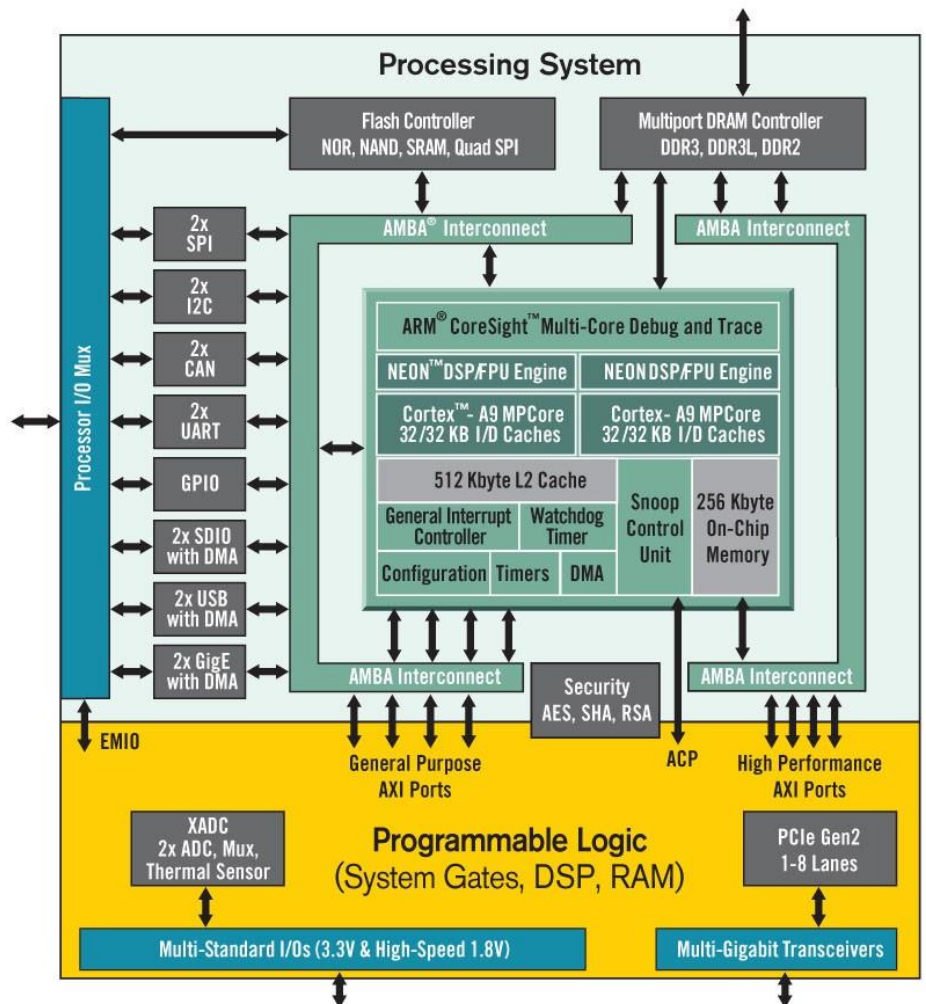 Processing System
Flash Controller
NOR, NAND, SRAM, Quad SPI
Multiport DRAM Controller
DDR3, DDR3L, DDR2
AMBA® Interconnect
AMBA Interconnect
Processor I/O Mux
2x
SPI
2x
I2C
2x
CAN
2x
UART
GPIO
2x SDIO
with DMA
2x USB
with DMA
2x GigE
with DMA
ARM® CoreSight™ Multi-Core Debug and Trace
NEON™ DSP/FPU Engine
NEON DSP/FPU Engine
Cortex™- A9 MPCore
32/32 KB I/D Caches
Cortex- A9 MPCore
32/32 KB I/D Caches
512 Kbyte L2 Cache
General Interrupt
Controller
Watchdog
Timer
Configuration
Timers
DMA
Snoop
Control
Unit
256 Kbyte
On-Chip
Memory
AMBA Interconnect
AMBA Interconnect
Security
AES, SHA, RSA
EMIO
General Purpose
AXI Ports
ACP
High Performance
AXI Ports
XADC
2x ADC, Mux,
Thermal Sensor
Programmable Logic
(System Gates, DSP, RAM)
PCIe Gen2
1-8 Lanes
Multi-Standard I/Os (3.3V & High-Speed 1.8V)
Multi-Gigabit Transceivers